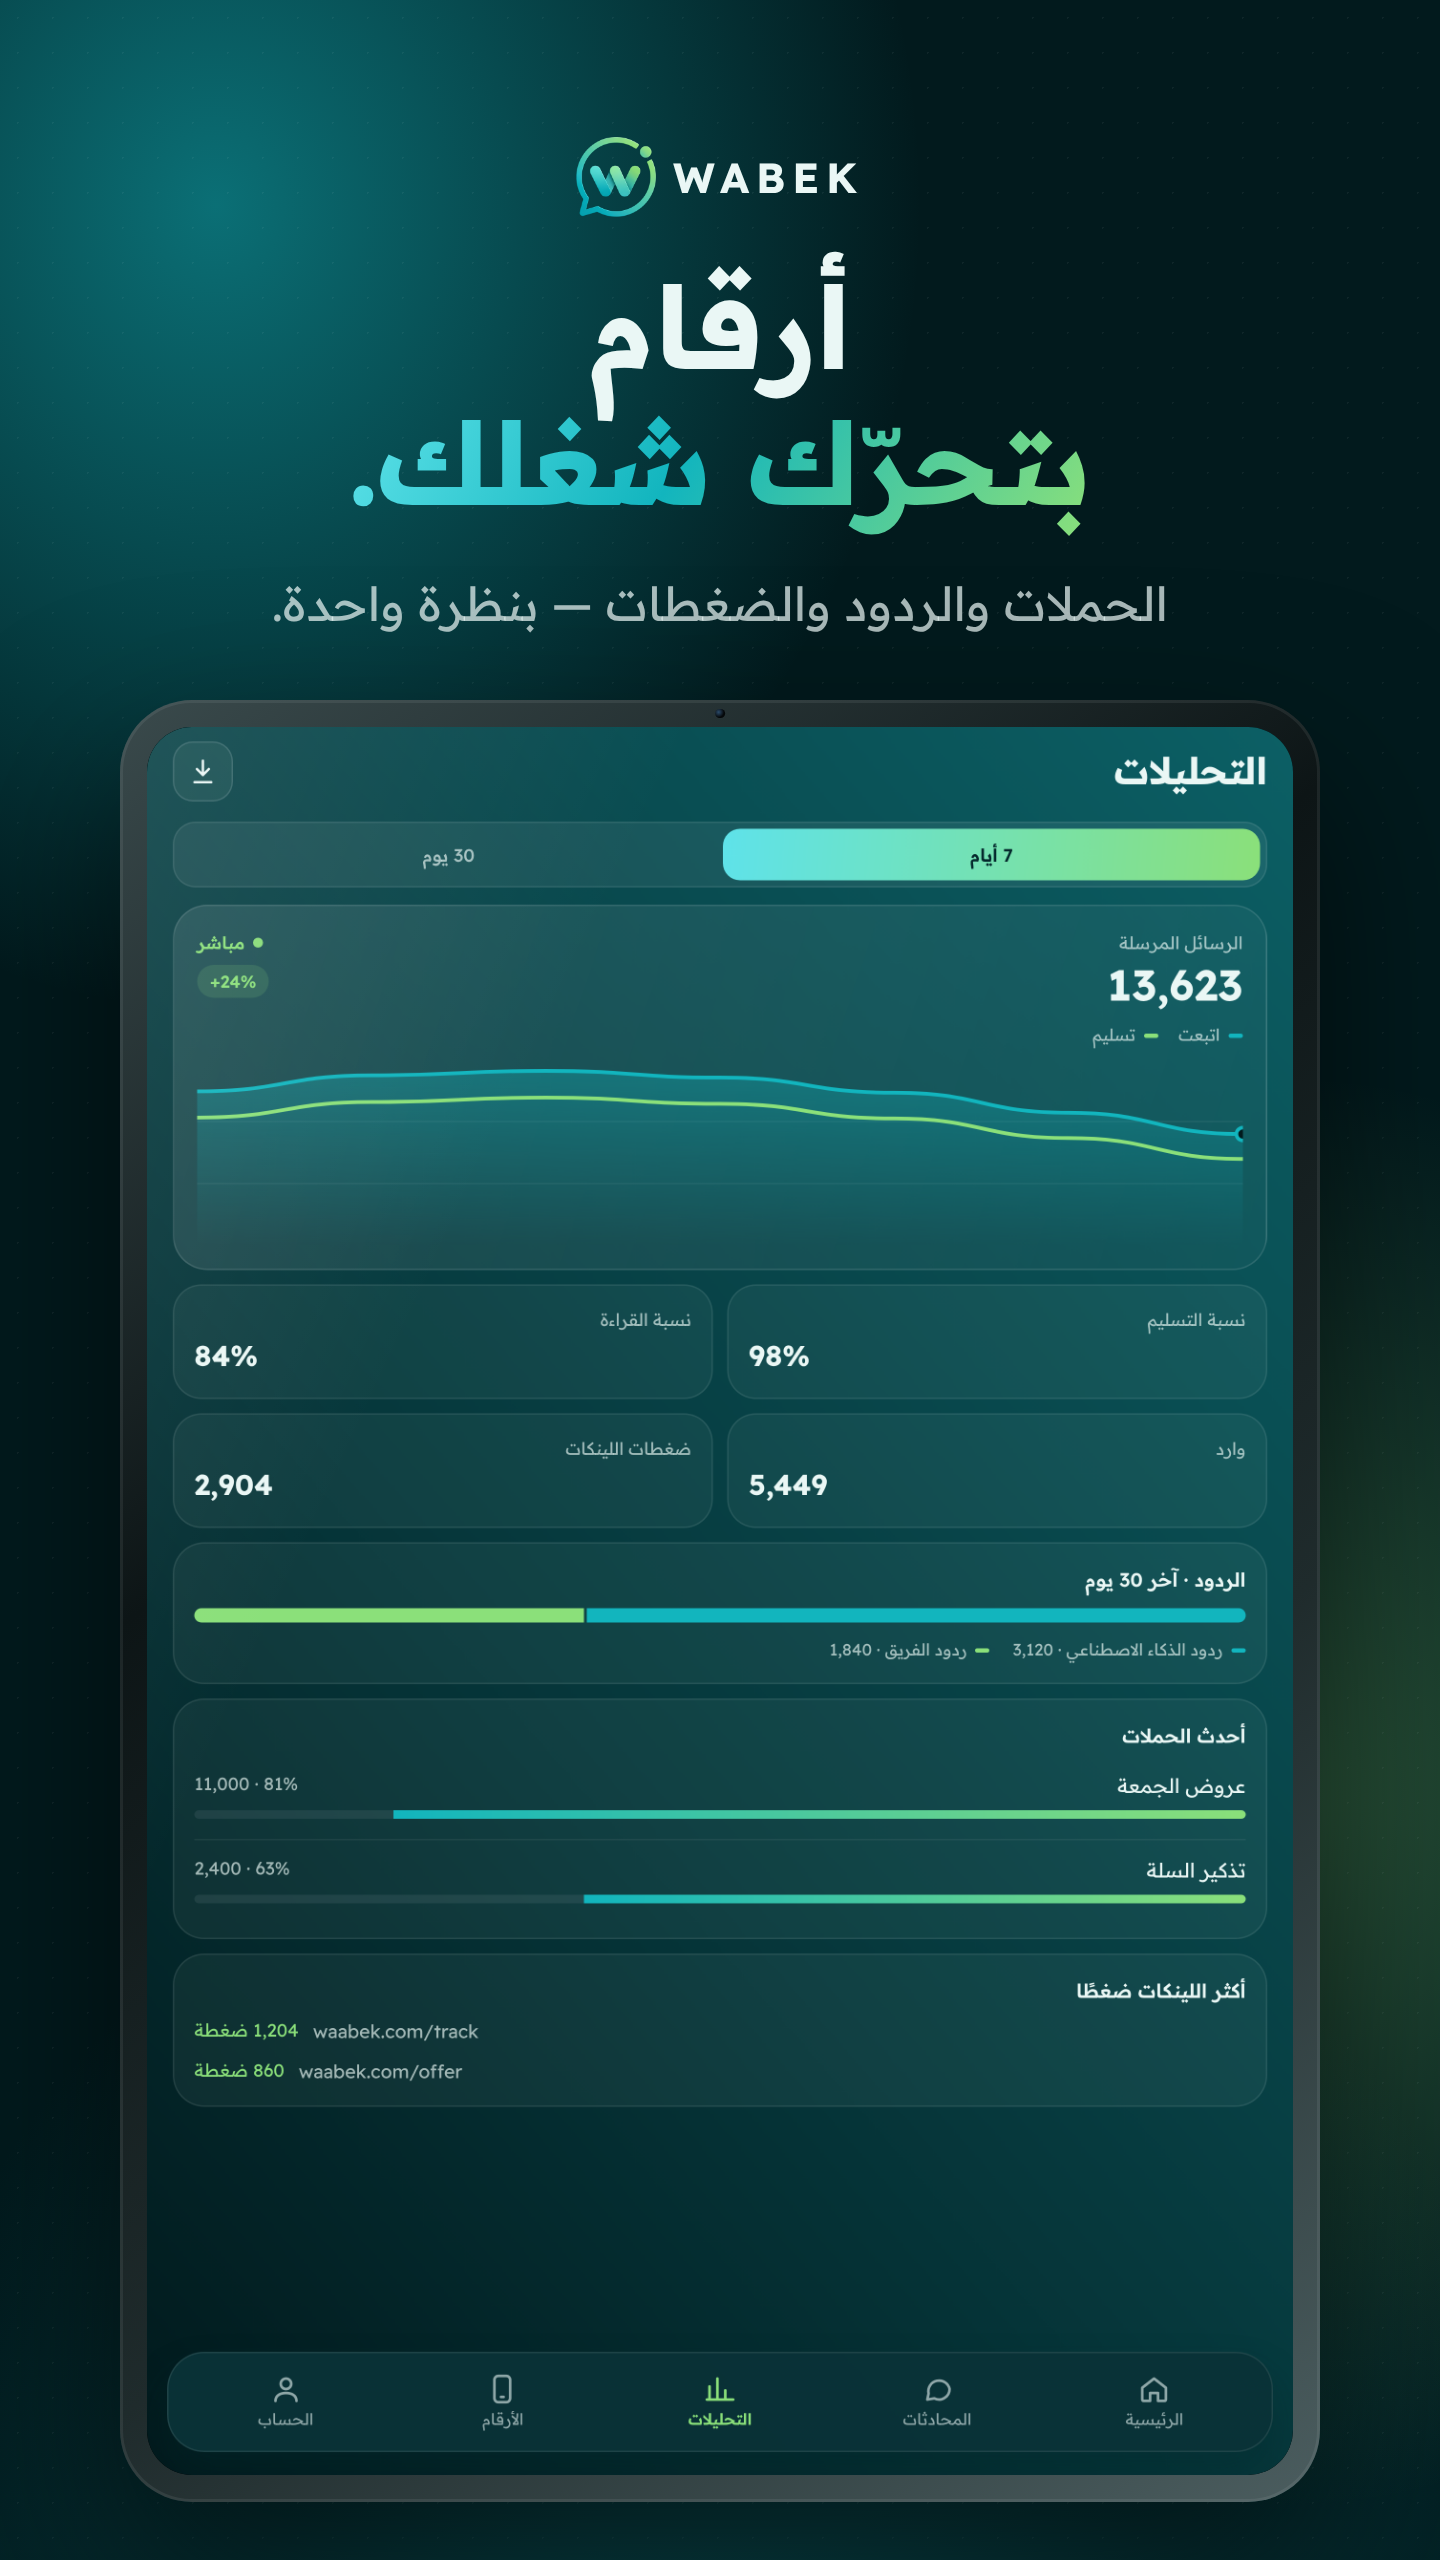 WABEK
أرقام
بتحرّك شغلك.
الحملات والردود والضغطات — بنظرة واحدة.
التحليلات
7 أيام
30 يوم
الرسائل المرسلة
مباشر
13,623
+24%
اتبعت
تسليم
نسبة التسليم
98%
نسبة القراءة
84%
وارد
5,449
ضغطات اللينكات
2,904
الردود · آخر 30 يوم
ردود الذكاء الاصطناعي · 3,120
ردود الفريق · 1,840
أحدث الحملات
عروض الجمعة
11,000 · 81%
تذكير السلة
2,400 · 63%
أكثر اللينكات ضغطًا
waabek.com/track
1,204 ضغطة
waabek.com/offer
860 ضغطة
الرئيسية
المحادثات
التحليلات
الأرقام
الحساب